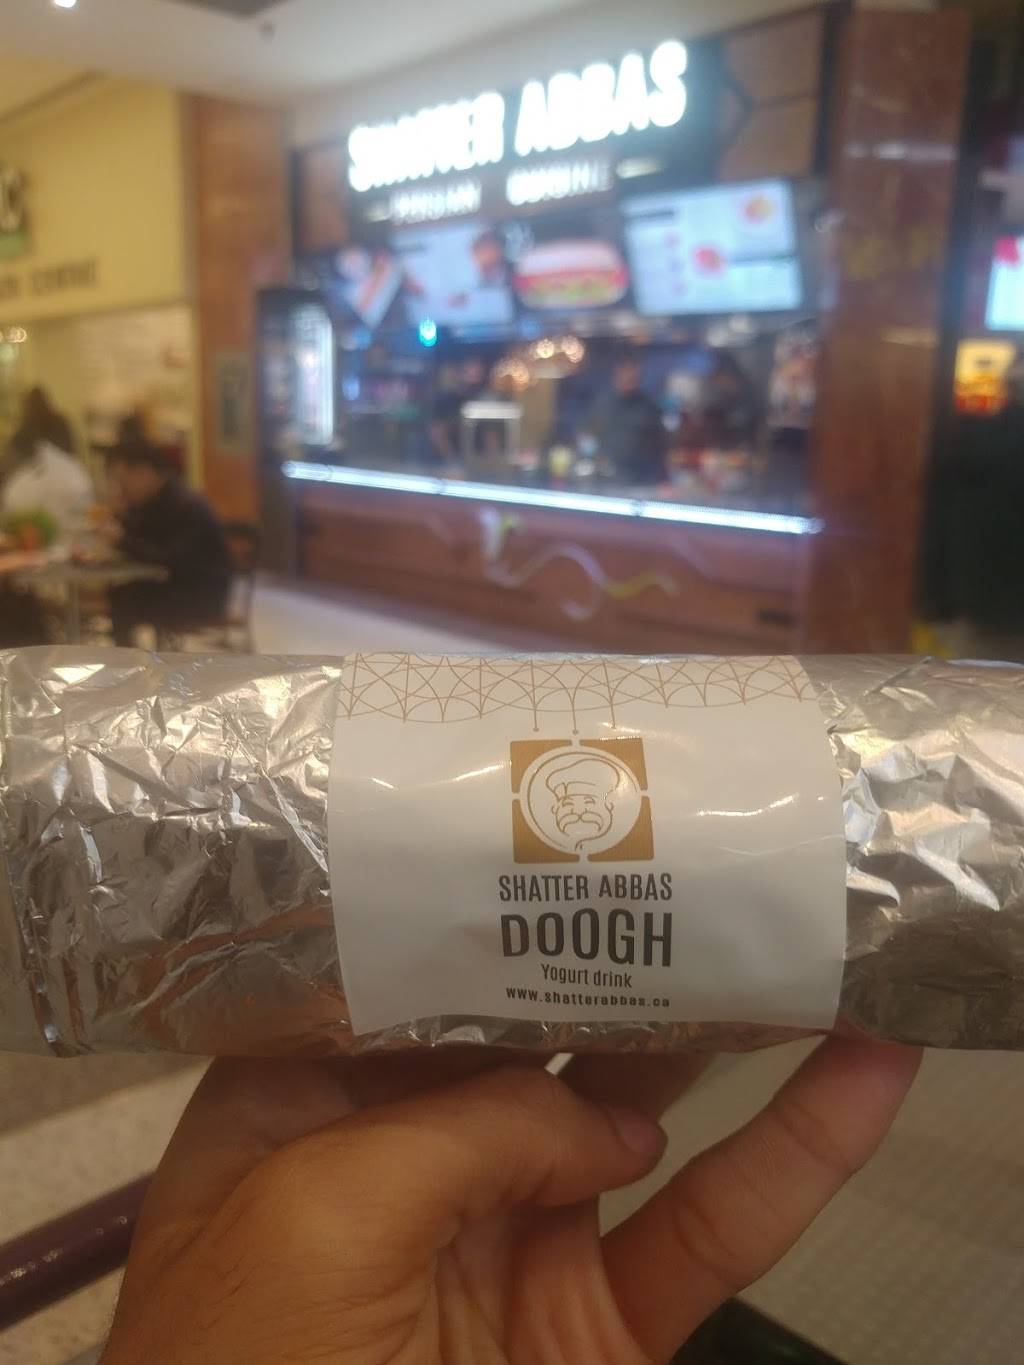 SHATTER ABBAS
SHATTER ABBAS
DOOGH
Yogurt drink
www.shatterabbas.ca